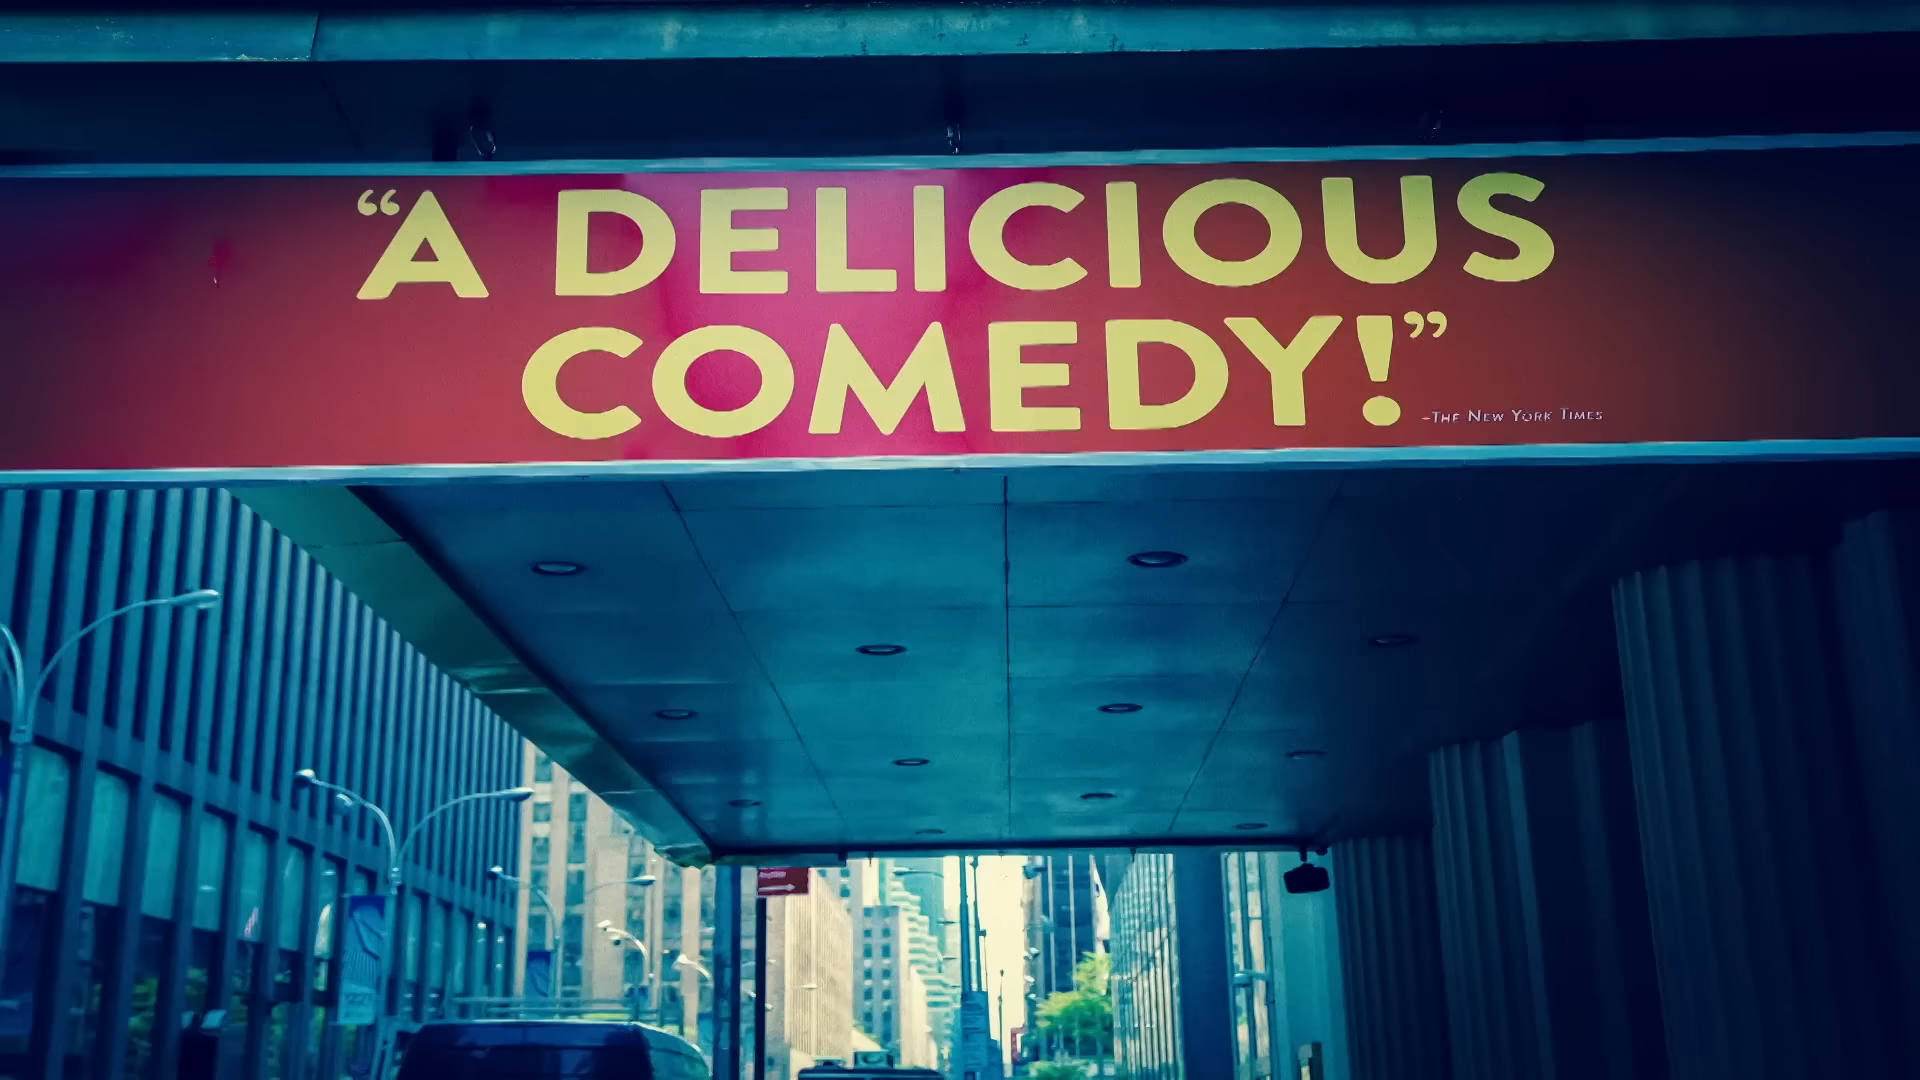 “A DELICIOUS
COMEDY!”
-THE NEW YORK TIMES